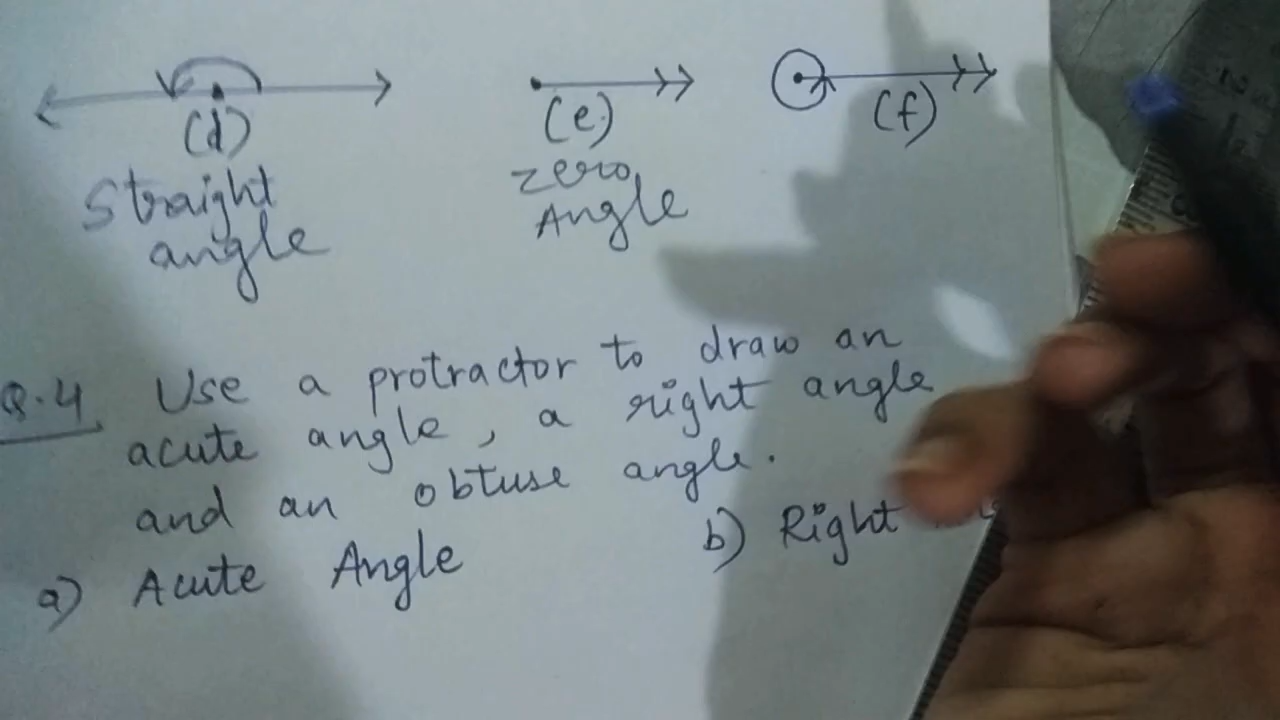 (d) (e) (f)
Straight angle
zero Angle
Q.4 Use a protractor to draw an
acute angle, a right angle
and an obtuse angle.
a) Acute Angle b) Right